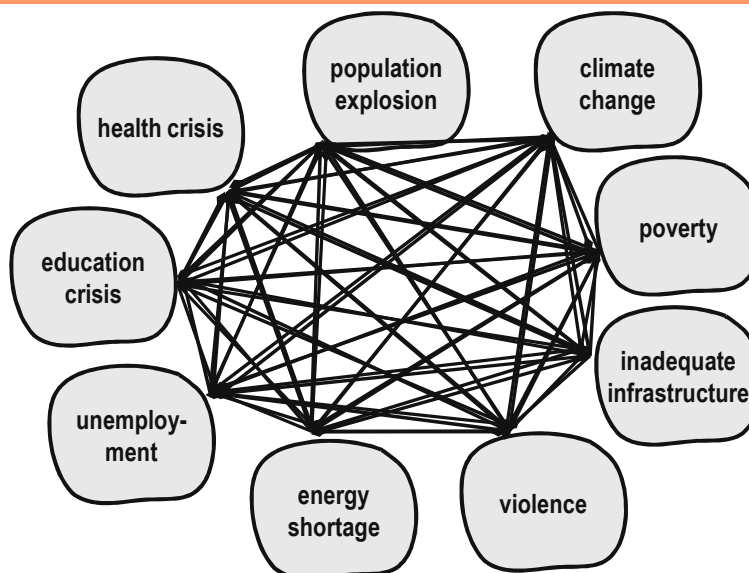 population
explosion
climate
change
health crisis
poverty
education
crisis
inadequate
infrastructure
unemploy-
ment
energy
shortage
violence